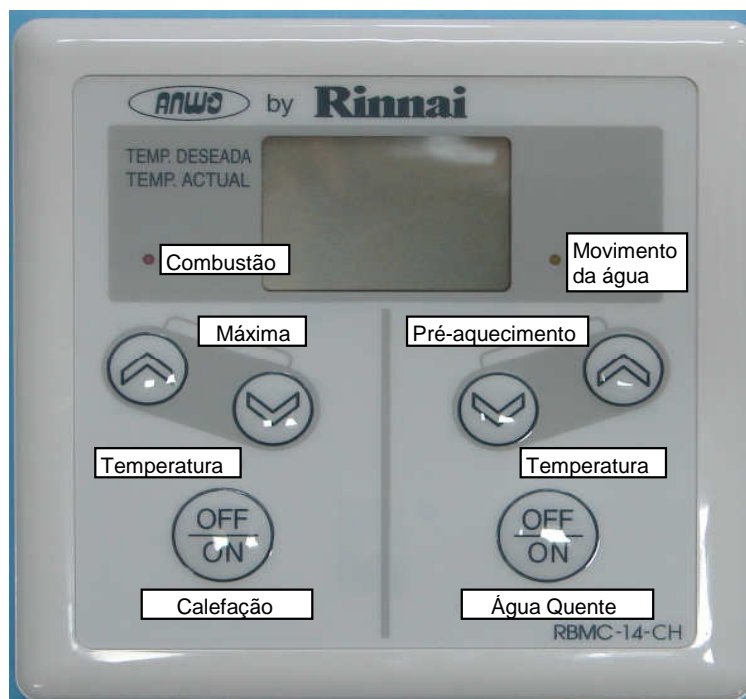 ANWO by Rinnai
TEMP. DESEADA
TEMP. ACTUAL
Combustão
Movimento
da água
Máxima
Pré-aquecimento
Temperatura
Temperatura
OFF
ON
OFF
ON
Calefação
Água Quente
RBMC-14-CH